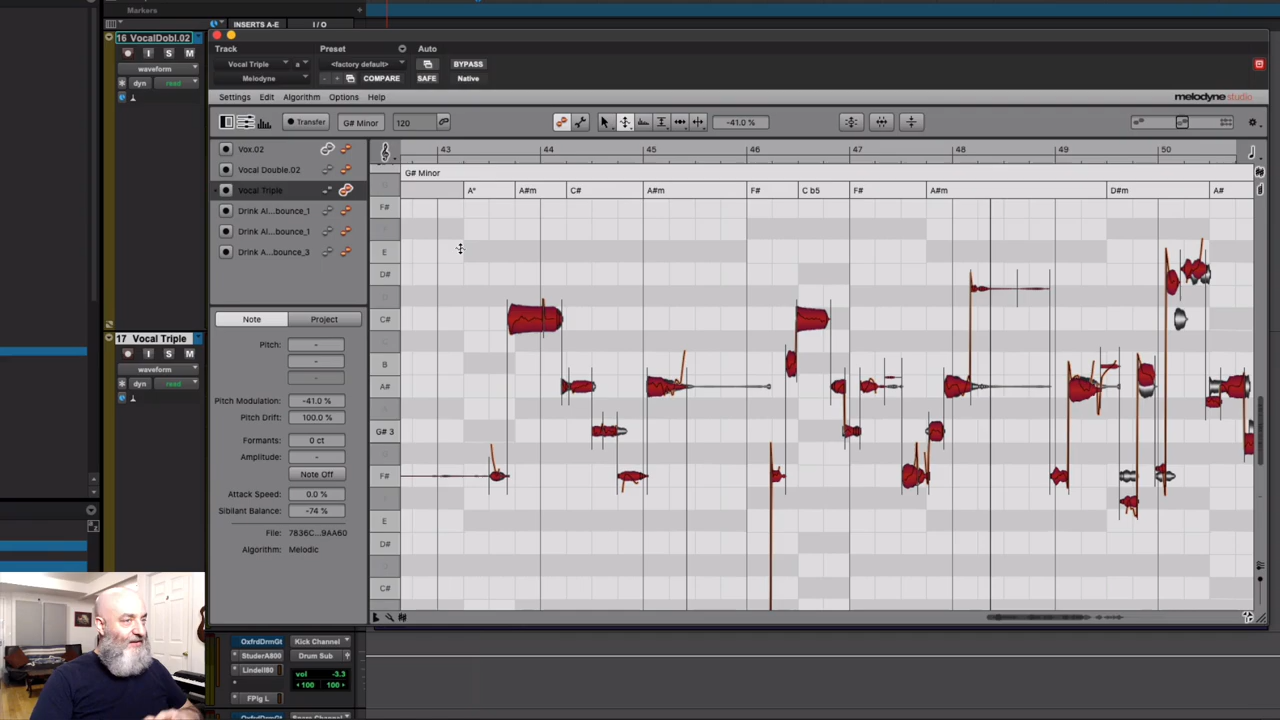 Markers
INSERTS A-E
I / O
16 VocalDobl.02
I S M
waveform
dyn read
17 Vocal Triple
I S M
waveform
dyn read
Track Preset Auto
Vocal Triple a <factory default> BYPASS
Melodyne - + COMPARE SAFE Native
Settings Edit Algorithm Options Help
melodyne studio
Transfer G# Minor 120 -41.0 %
Vox.02
Vocal Double.02
Vocal Triple
Drink Al...bounce_1
Drink Al...bounce_1
Drink A...bounce_3
43 44 45 46 47 48 49 50
G# Minor
A* A#m C# A#m F# C b5 F# A#m D#m A#
F#
E
D#
D
C#
C
B
A#
G# 3
G
F#
E
D#
C#
Note Project
Pitch: -
-
Pitch Modulation: -41.0 %
Pitch Drift: 100.0 %
Formants: 0 ct
Amplitude: -
Note Off
Attack Speed: 0.0 %
Sibilant Balance: -74 %
File: 7836C...9AA60
Algorithm: Melodic
OxfrdDrmGt Kick Channel
StuderA800 Drum Sub
Lindell80 vol -3.3
100 100
FPlg L